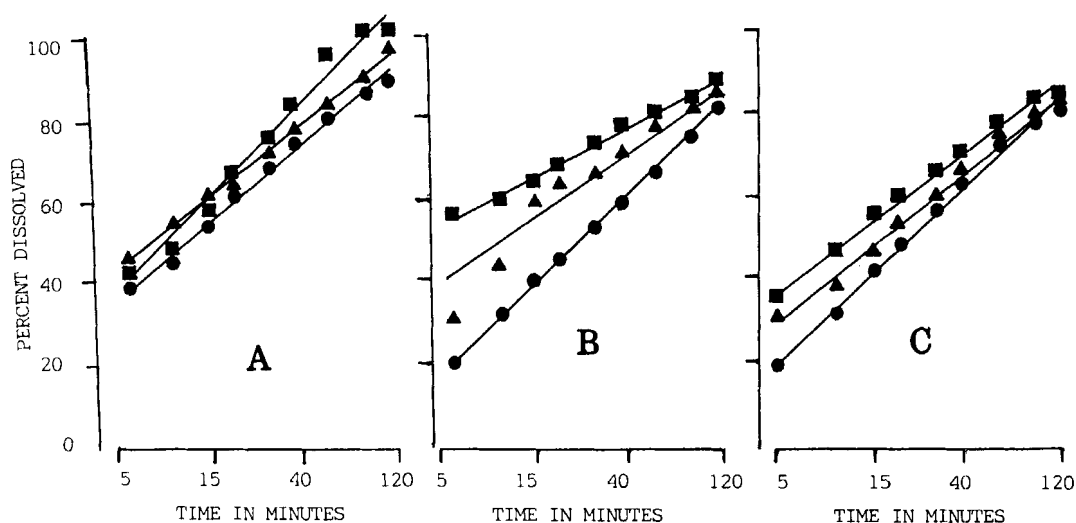 100
80
60
40
20
0
PERCENT DISSOLVED
A
B
C
5 15 40 120
5 15 40 120
5 15 40 120
TIME IN MINUTES
TIME IN MINUTES
TIME IN MINUTES